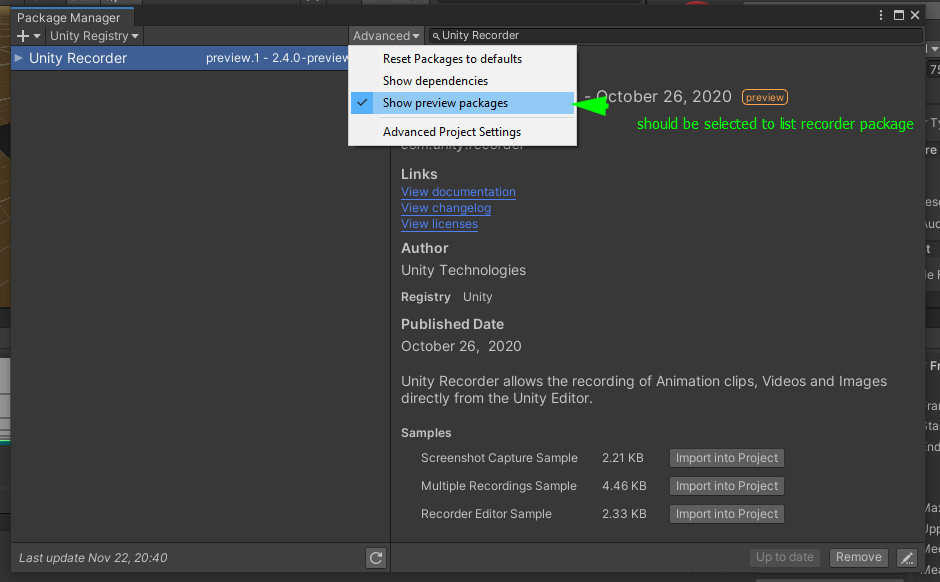 Package Manager
Unity Registry
Advanced
Unity Recorder
Unity Recorder preview.1 - 2.4.0-preview
Reset Packages to defaults
Show dependencies
Show preview packages
Advanced Project Settings
- October 26, 2020 preview
should be selected to list recorder package
com.unity.recorder
Links
View documentation
View changelog
View licenses
Author
Unity Technologies
Registry Unity
Published Date
October 26, 2020
Unity Recorder allows the recording of Animation clips, Videos and Images
directly from the Unity Editor.
Samples
Screenshot Capture Sample 2.21 KB Import into Project
Multiple Recordings Sample 4.46 KB Import into Project
Recorder Editor Sample 2.33 KB Import into Project
Last update Nov 22, 20:40
Up to date
Remove